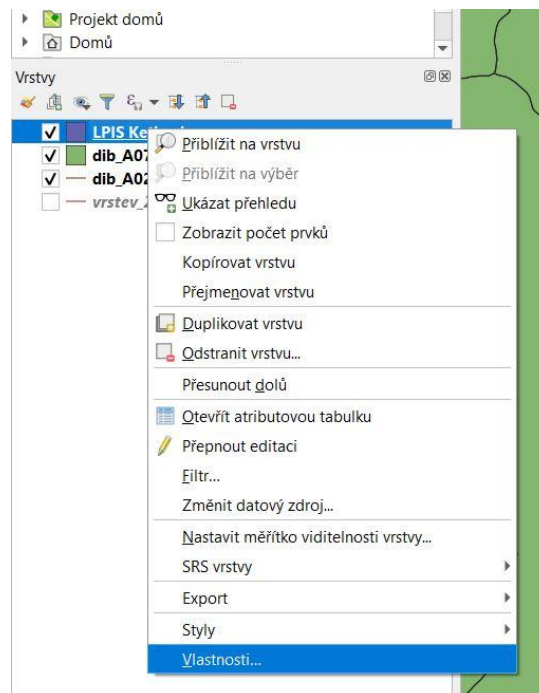 Projekt domů
Domů
Vrstvy
LPIS
dib_A07
dib_A02
Přiblížit na vrstvu
Přiblížit na výběr
Ukázat přehledu
Zobrazit počet prvků
Kopírovat vrstvu
Přejmenovat vrstvu
Duplikovat vrstvu
Odstranit vrstvu...
Přesunout dolů
Otevřít atributovou tabulku
Přepnout editaci
Filtr...
Změnit datový zdroj...
Nastavit měřítko viditelnosti vrstvy...
SRS vrstvy
Export
Styly
Vlastnosti...